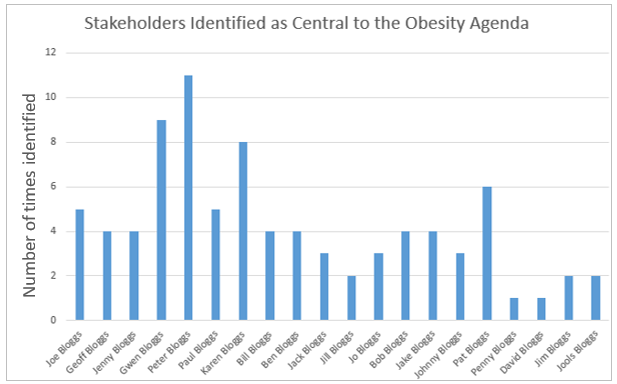 Stakeholders Identified as Central to the Obesity Agenda
Number of times identified
12
10
8
6
4
2
0
Joe Bloggs
Geoff Bloggs
Jenny Bloggs
Gwen Bloggs
Peter Bloggs
Paul Bloggs
Karen Bloggs
Bill Bloggs
Ben Bloggs
Jack Bloggs
Jill Bloggs
Jo Bloggs
Bob Bloggs
Jake Bloggs
Johnny Bloggs
Pat Bloggs
Penny Bloggs
David Bloggs
Jim Bloggs
Jools Bloggs